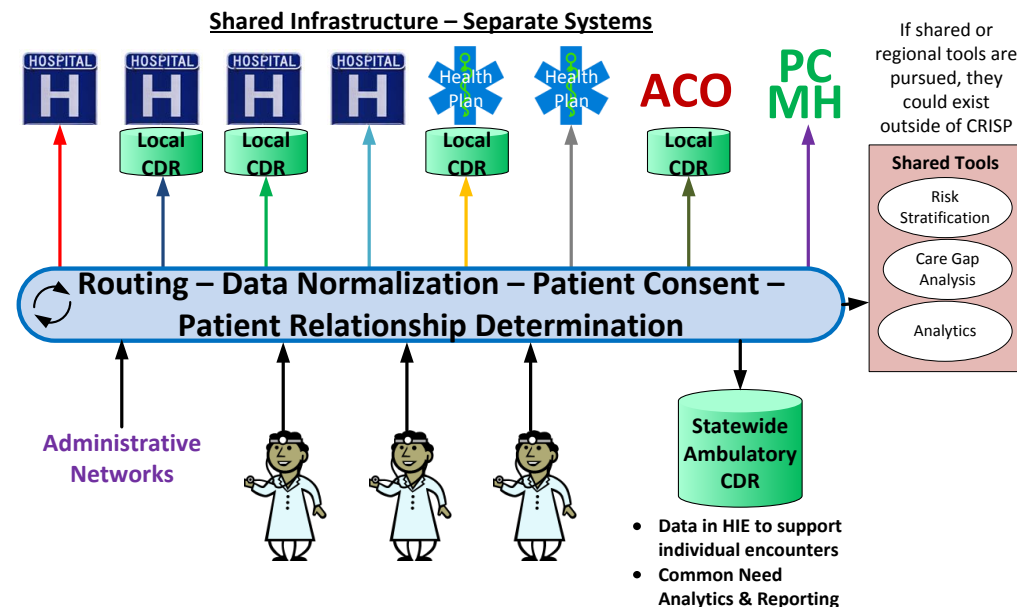 Shared Infrastructure – Separate Systems
HOSPITAL
H
HOSPITAL
H
HOSPITAL
H
HOSPITAL
H
Health
Plan
Health
Plan
ACO
PC
MH
If shared or
regional tools are
pursued, they
could exist
outside of CRISP
Local
CDR
Local
CDR
Local
CDR
Local
CDR
Shared Tools
Risk
Stratification
Care Gap
Analysis
Analytics
Routing – Data Normalization – Patient Consent –
Patient Relationship Determination
Administrative
Networks
Statewide
Ambulatory
CDR
• Data in HIE to support
individual encounters
• Common Need
Analytics & Reporting